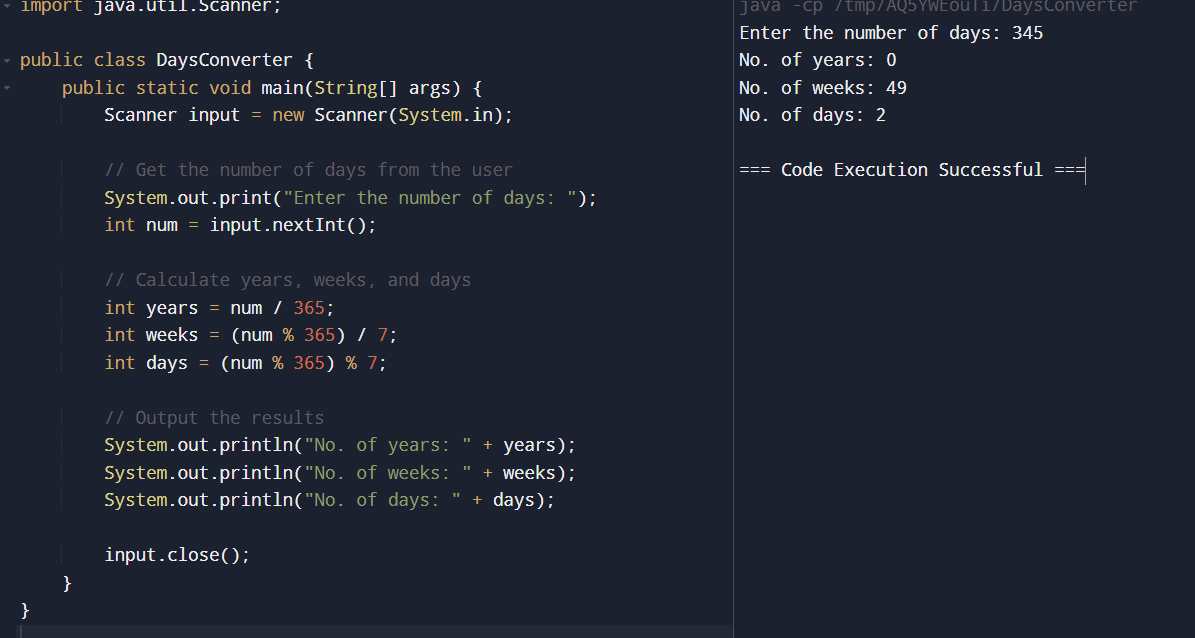 import java.util.Scanner;
public class DaysConverter {
public static void main(String[] args) {
Scanner input = new Scanner(System.in);
// Get the number of days from the user
System.out.print("Enter the number of days: ");
int num = input.nextInt();
// Calculate years, weeks, and days
int years = num / 365;
int weeks = (num % 365) / 7;
int days = (num % 365) % 7;
// Output the results
System.out.println("No. of years: " + years);
System.out.println("No. of weeks: " + weeks);
System.out.println("No. of days: " + days);
input.close();
}
}
java -cp /tmp/AQ5YWEouTi/DaysConverter
Enter the number of days: 345
No. of years: 0
No. of weeks: 49
No. of days: 2
=== Code Execution Successful ===